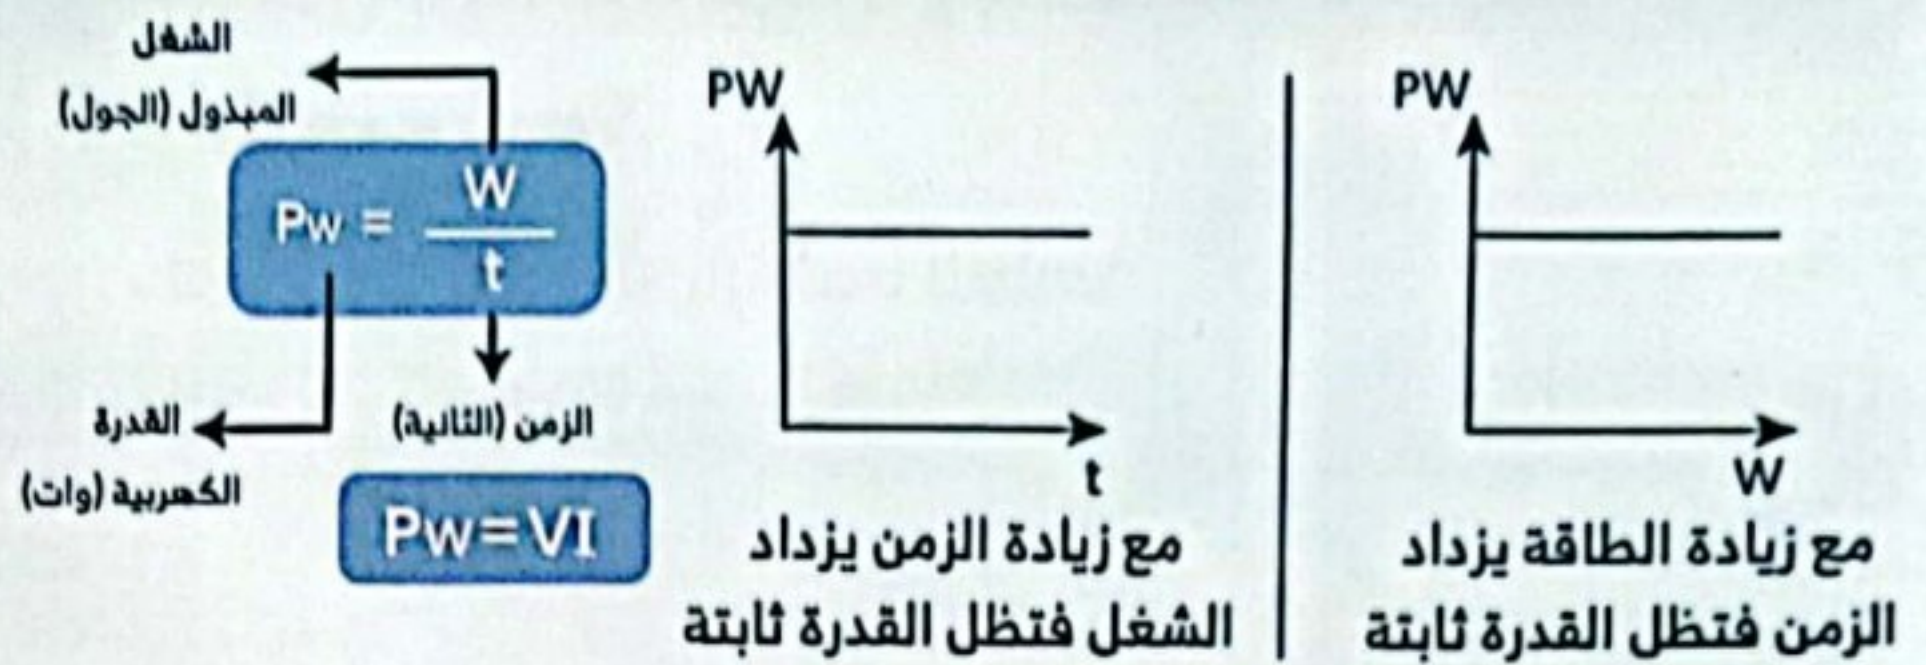 الشغل
المبذول (الجول)
Pw = W / t
القدرة
الكهربية (وات)
الزمن (الثانية)
Pw=VI
PW
t
مع زيادة الزمن يزداد
الشغل فتظل القدرة ثابتة
PW
W
مع زيادة الطاقة يزداد
الزمن فتظل القدرة ثابتة